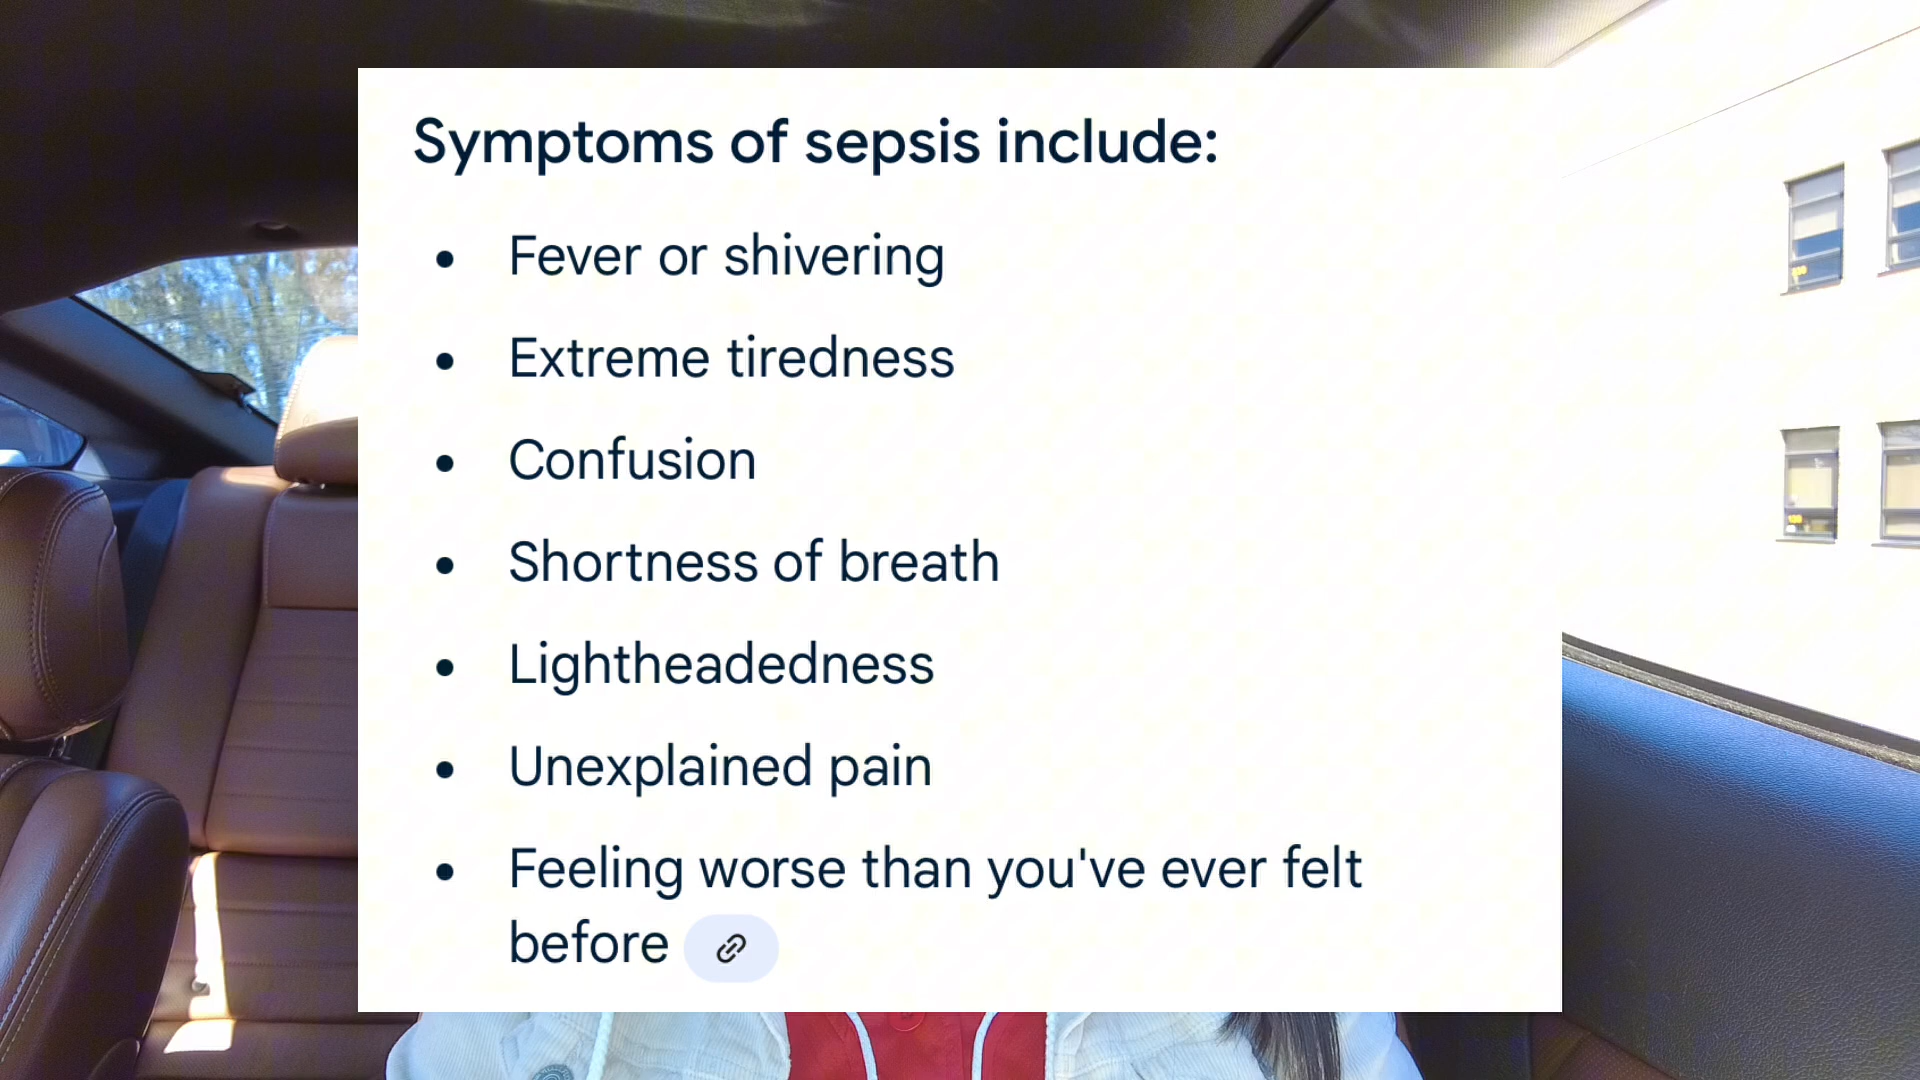 Symptoms of sepsis include:
• Fever or shivering
• Extreme tiredness
• Confusion
• Shortness of breath
• Lightheadedness
• Unexplained pain
• Feeling worse than you've ever felt
before